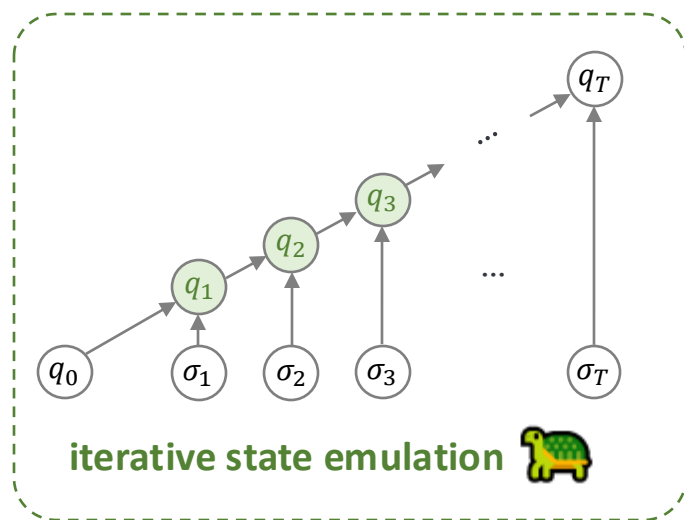 q_T
...
q_3
q_2
...
q_1
q_0 σ_1 σ_2 σ_3 σ_T
iterative state emulation